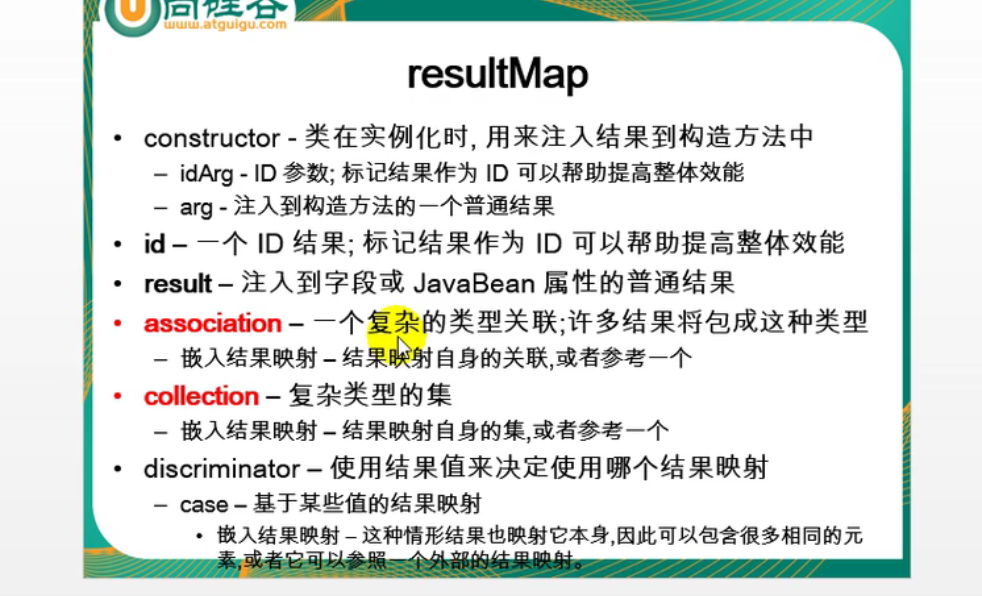 尚硅谷
www.atguigu.com
resultMap
• constructor - 类在实例化时, 用来注入结果到构造方法中
– idArg - ID 参数; 标记结果作为 ID 可以帮助提高整体效能
– arg - 注入到构造方法的一个普通结果
• id – 一个 ID 结果; 标记结果作为 ID 可以帮助提高整体效能
• result – 注入到字段或 JavaBean 属性的普通结果
• association – 一个复杂的类型关联;许多结果将包成这种类型
– 嵌入结果映射 – 结果映射自身的关联,或者参考一个
• collection – 复杂类型的集
– 嵌入结果映射 – 结果映射自身的集,或者参考一个
• discriminator – 使用结果值来决定使用哪个结果映射
– case – 基于某些值的结果映射
• 嵌入结果映射 – 这种情形结果也映射它本身,因此可以包含很多相同的元
素,或者它可以参照一个外部的结果映射。